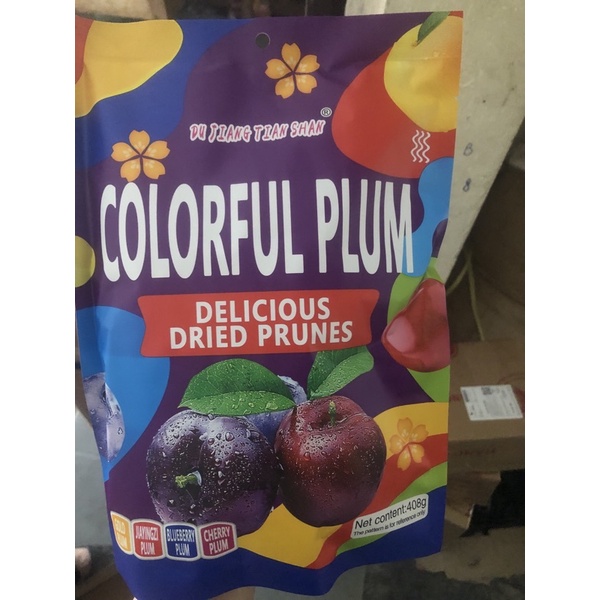 DU JIANG TIAN SHAN®
COLORFUL PLUM
DELICIOUS
DRIED PRUNES
PLUM
JIAYINGZI
PLUM
BLUEBERRY
PLUM
CHERRY
PLUM
Net content:408g
The pattern is for reference only.